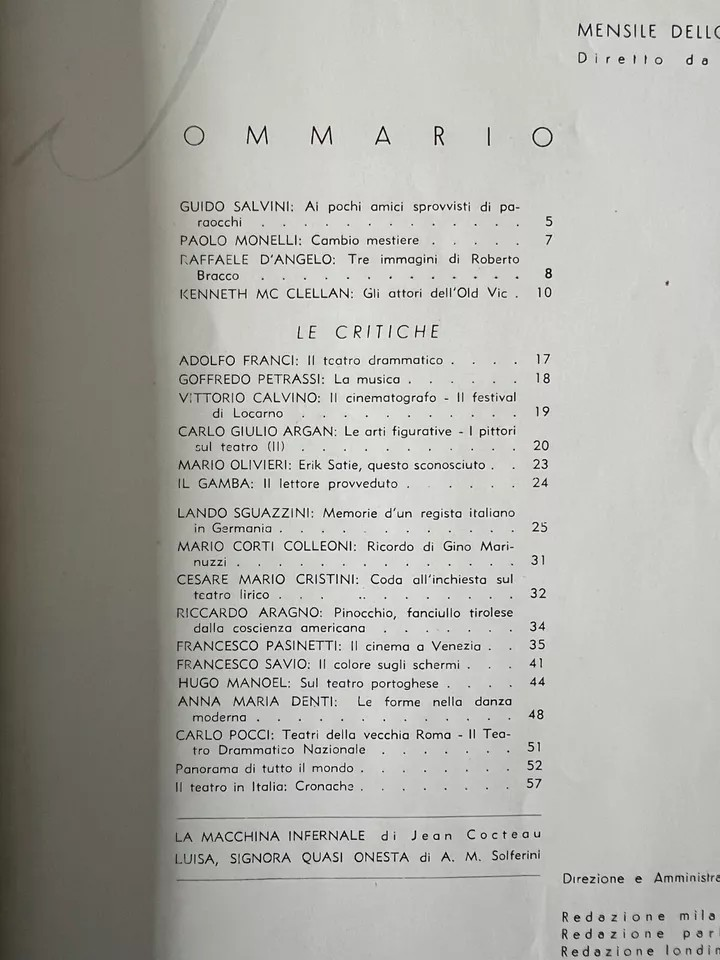 MENSILE DELLO
Diretto da
SOMMARIO
GUIDO SALVINI: Ai pochi amici sprovvisti di pa-
raocchi . . . . . . . . . . . . . 5
PAOLO MONELLI: Cambio mestiere . . . . . 7
RAFFAELE D'ANGELO: Tre immagini di Roberto
Bracco . . . . . . . . . . . . . 8
KENNETH MC CLELLAN: Gli attori dell'Old Vic . 10
LE CRITICHE
ADOLFO FRANCI: Il teatro drammatico . . . . 17
GOFFREDO PETRASSI: La musica . . . . . . 18
VITTORIO CALVINO: Il cinematografo - Il festival
di Locarno . . . . . . . . . . . 19
CARLO GIULIO ARGAN: Le arti figurative - I pittori
sul teatro (II) . . . . . . . . . . . 20
MARIO OLIVIERI: Erik Satie, questo sconosciuto . . 23
IL GAMBA: Il lettore provveduto . . . . . . 24
LANDO SGUAZZINI: Memorie d'un regista italiano
in Germania . . . . . . . . . . . . 25
MARIO CORTI COLLEONI: Ricordo di Gino Mari-
nuzzi . . . . . . . . . . . . . . 31
CESARE MARIO CRISTINI: Coda all'inchiesta sul
teatro lirico . . . . . . . . . . . 32
RICCARDO ARAGNO: Pinocchio, fanciullo tirolese
dalla coscienza americana . . . . . . . 34
FRANCESCO PASINETTI: Il cinema a Venezia . . 35
FRANCESCO SAVIO: Il colore sugli schermi . . . 41
HUGO MANOEL: Sul teatro portoghese . . . . 44
ANNA MARIA DENTI: Le forme nella danza
moderna . . . . . . . . . . . . . 48
CARLO POCCI: Teatri della vecchia Roma - Il Tea-
tro Drammatico Nazionale . . . . . . . 51
Panorama di tutto il mondo . . . . . . . . 52
Il teatro in Italia: Cronache . . . . . . . . 57
LA MACCHINA INFERNALE di Jean Cocteau
LUISA, SIGNORA QUASI ONESTA di A. M. Solferini
Direzione e Amministra
Redazione mila
Redazione pari
Redazione londin